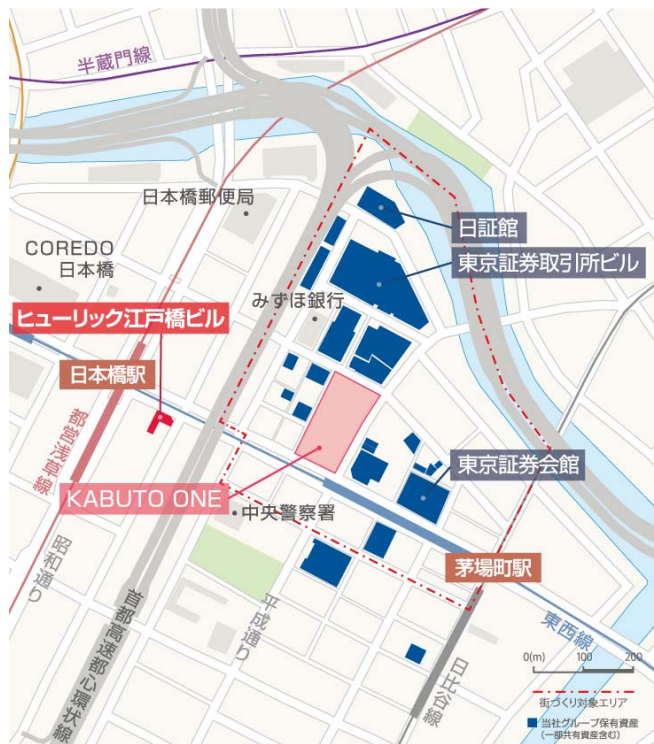 半蔵門線
日本橋郵便局
COREDO
日本橋
日証館
東京証券取引所ビル
みずほ銀行
ヒューリック江戸橋ビル
日本橋駅
都営浅草線
KABUTO ONE
東京証券会館
中央警察署
茅場町駅
昭和通り
首都高速都心環状線
平成通り
日比谷線
東西線
0(m) 100 200
街づくり対象エリア
当社グループ保有資産
(一部共有資産含む)